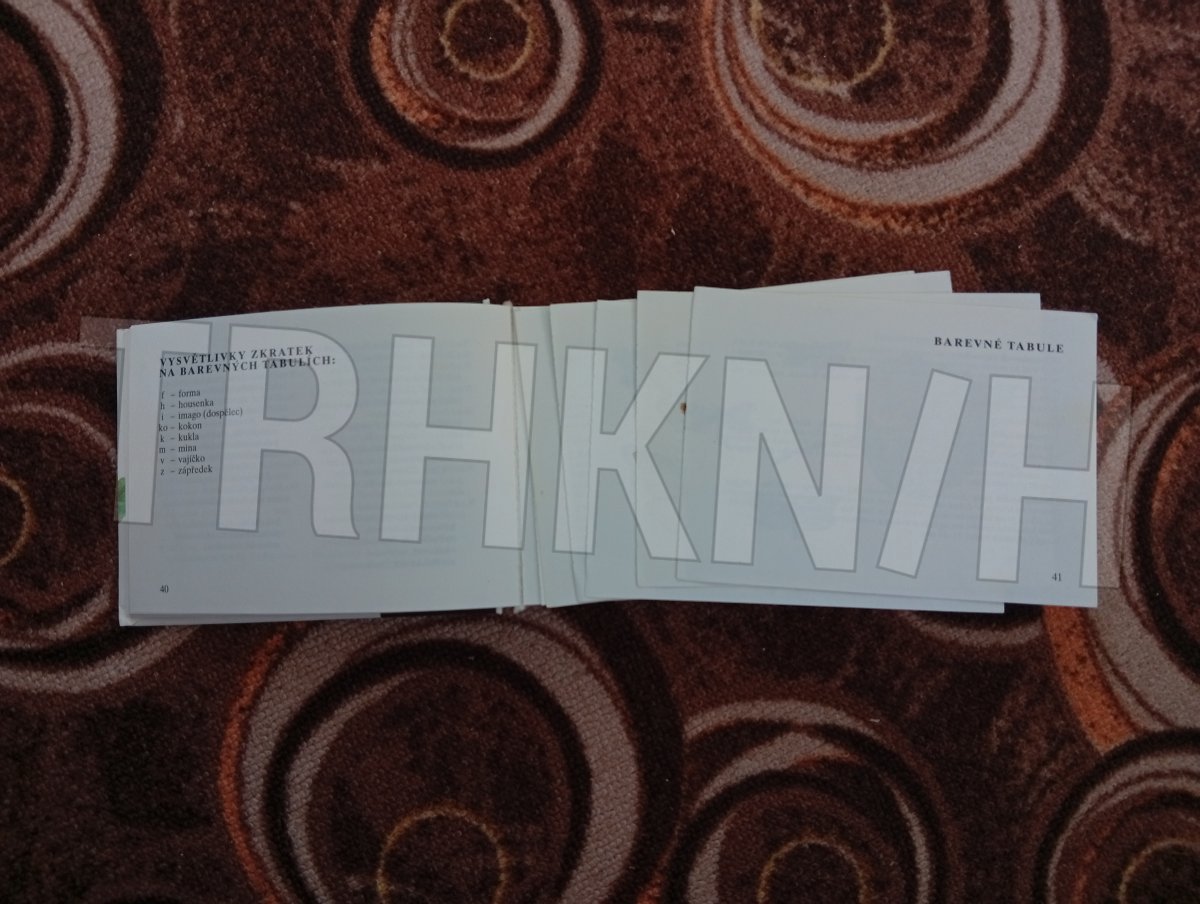 VYSVĚTLIVKY ZKRATEK
NA BAREVNÝCH TABULÍCH:
f – forma
h – housenka
i – imago (dospělec)
ko – kokon
k – kukla
m – mina
v – vajíčko
z – zápředek
40
BAREVNÉ TABULE
41
TRHKN/H